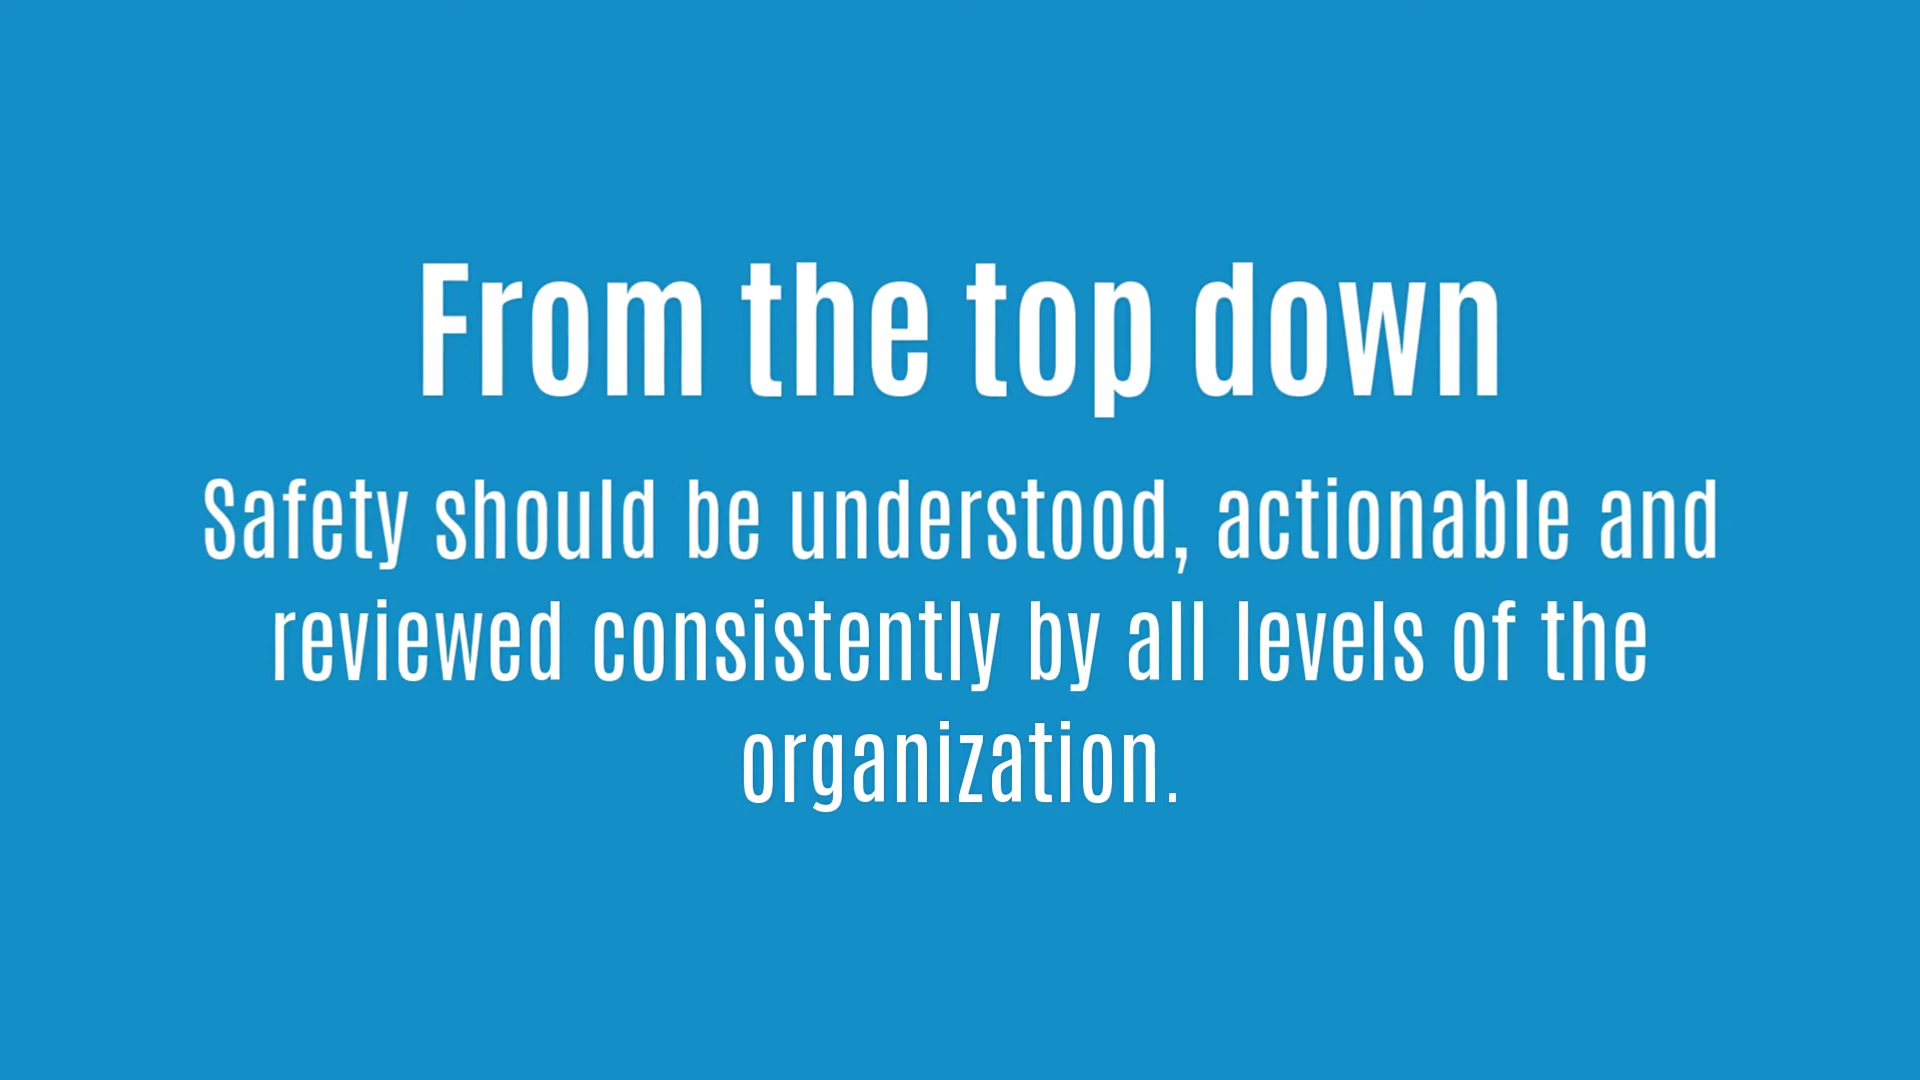 From the top down
Safety should be understood, actionable and
reviewed consistently by all levels of the
organization.